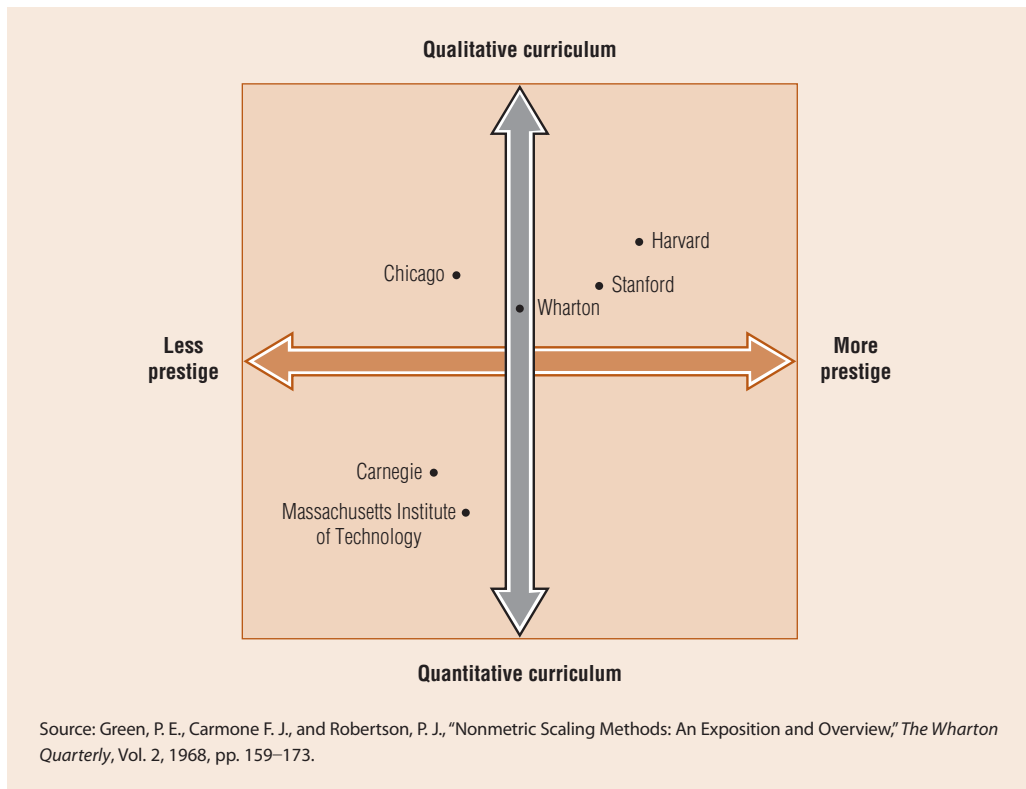 Qualitative curriculum
Harvard
Chicago
Stanford
Wharton
Less
prestige
More
prestige
Carnegie
Massachusetts Institute
of Technology
Quantitative curriculum
Source: Green, P. E., Carmone F. J., and Robertson, P. J., “Nonmetric Scaling Methods: An Exposition and Overview,” The Wharton
Quarterly, Vol. 2, 1968, pp. 159–173.